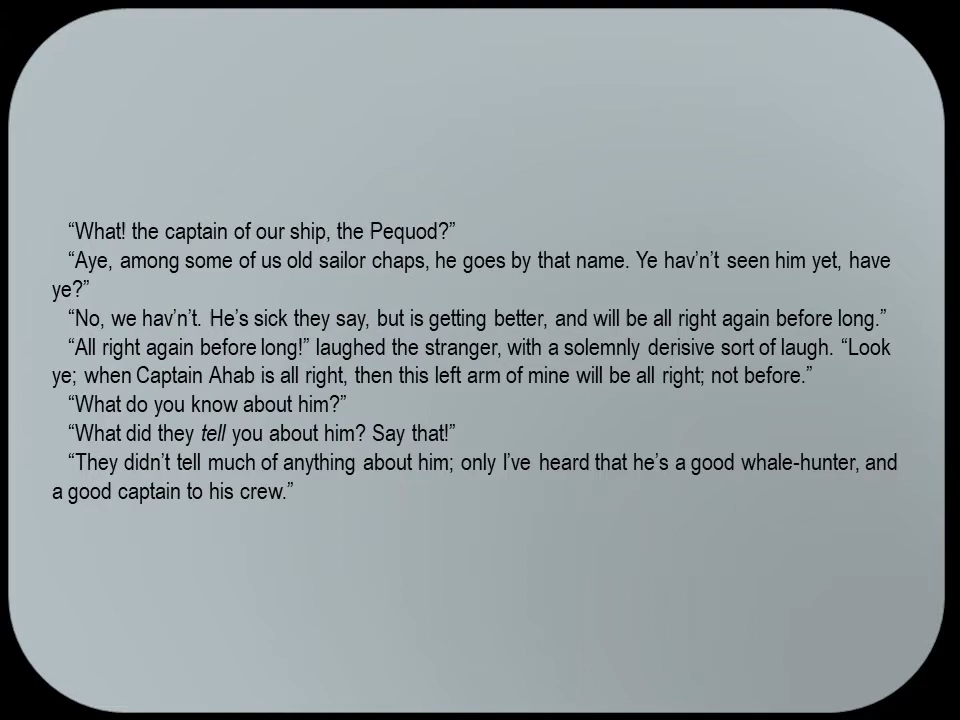 “What! the captain of our ship, the Pequod?”
“Aye, among some of us old sailor chaps, he goes by that name. Ye hav’n’t seen him yet, have
ye?”
“No, we hav’n’t. He’s sick they say, but is getting better, and will be all right again before long.”
“All right again before long!” laughed the stranger, with a solemnly derisive sort of laugh. “Look
ye; when Captain Ahab is all right, then this left arm of mine will be all right; not before.”
“What do you know about him?”
“What did they tell you about him? Say that!”
“They didn’t tell much of anything about him; only I’ve heard that he’s a good whale-hunter, and
a good captain to his crew.”